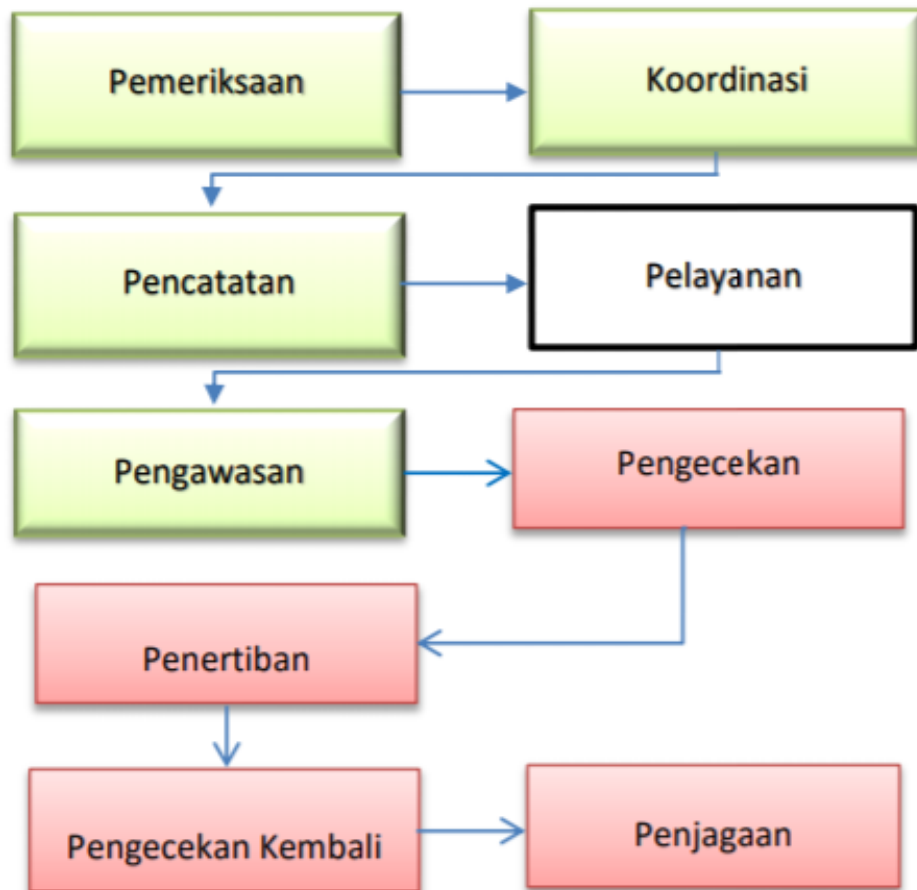 Pemeriksaan
Koordinasi
Pencatatan
Pelayanan
Pengawasan
Pengecekan
Penertiban
Pengecekan Kembali
Penjagaan